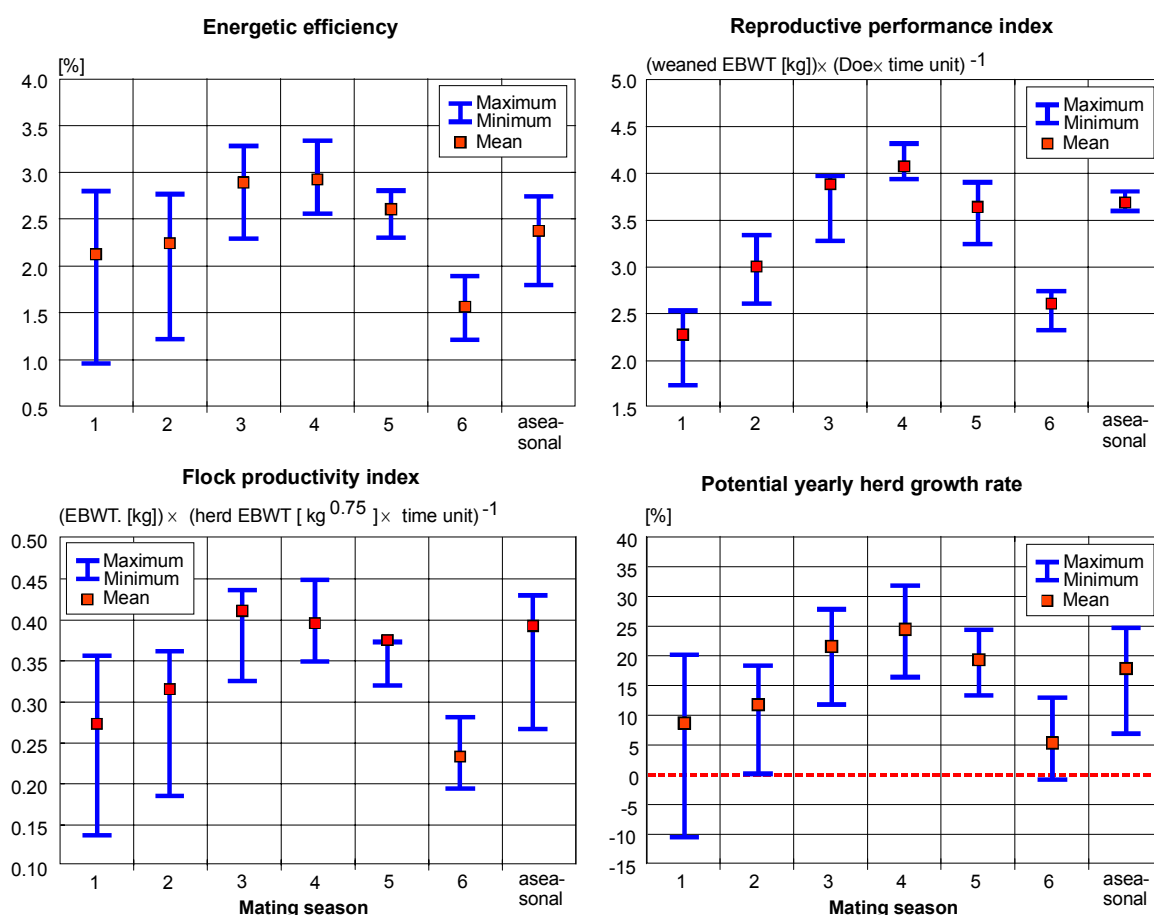 Energetic efficiency
[%]
4.0
3.5
3.0
2.5
2.0
1.5
1.0
0.5
Maximum
Minimum
Mean
1 2 3 4 5 6 asea-
sonal
Reproductive performance index
(weaned EBWT [kg])× (Doe× time unit) -1
5.0
4.5
4.0
3.5
3.0
2.5
2.0
1.5
Maximum
Minimum
Mean
1 2 3 4 5 6 asea-
sonal
Flock productivity index
(EBWT. [kg]) × (herd EBWT [ kg 0.75 ] × time unit) -1
0.50
0.45
0.40
0.35
0.30
0.25
0.20
0.15
0.10
Maximum
Minimum
Mean
1 2 3 4 5 6 asea-
sonal
Mating season
Potential yearly herd growth rate
[%]
40
35
30
25
20
15
10
5
0
-5
-10
-15
Maximum
Minimum
Mean
1 2 3 4 5 6 asea-
sonal
Mating season